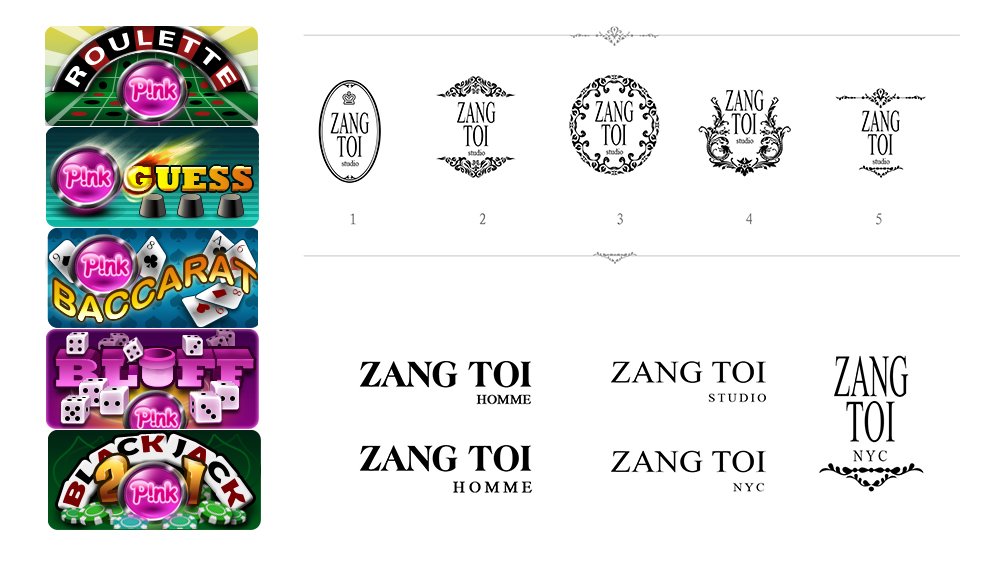 ROULETTE
P!nk
P!nk
GUESS
P!nk
BACCARAT
BLUFF
P!nk
BLACKJACK
21
P!nk
ZANG
TOI
studio
ZANG
TOI
studio
ZANG
TOI
studio
ZANG
TOI
studio
ZANG
TOI
studio
1 2 3 4 5
ZANG TOI
HOMME
ZANG TOI
STUDIO
ZANG TOI
HOMME
ZANG TOI
NYC
ZANG
TOI
NYC